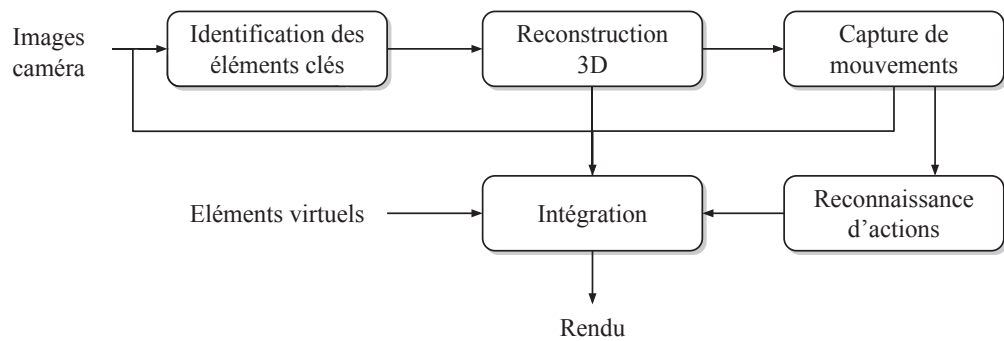 Images
caméra
Identification des
éléments clés
Reconstruction
3D
Capture de
mouvements
Eléments virtuels
Intégration
Reconnaissance
d’actions
Rendu